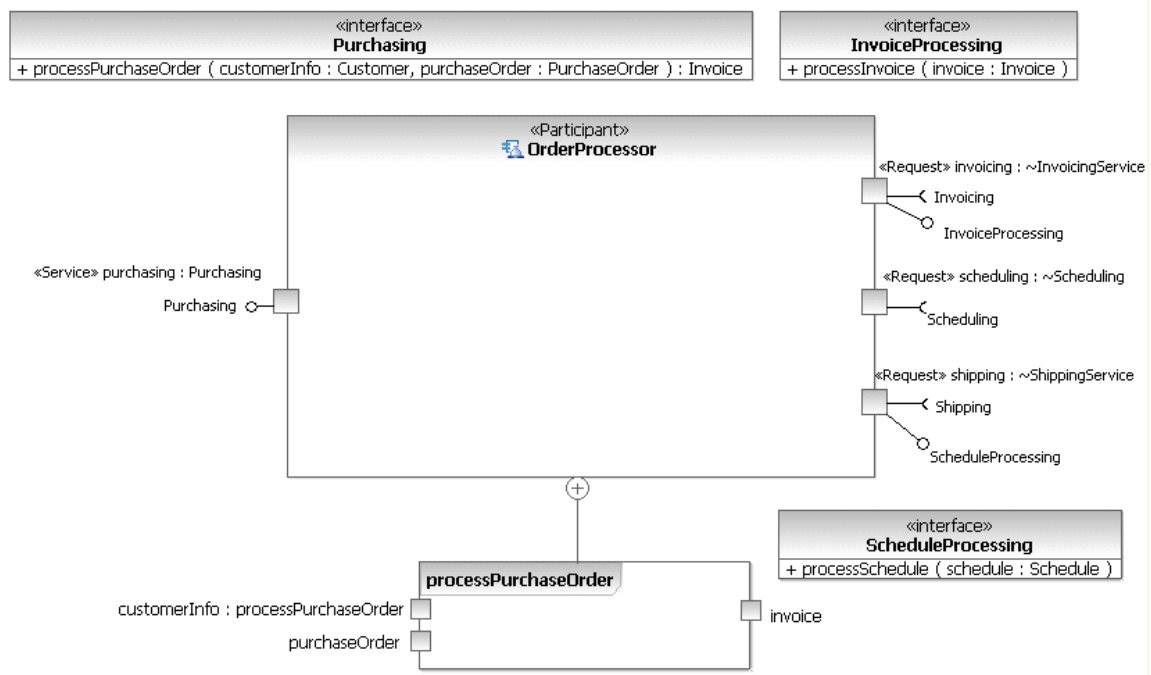 «interface»
Purchasing
+ processPurchaseOrder ( customerInfo : Customer, purchaseOrder : PurchaseOrder ) : Invoice
«interface»
InvoiceProcessing
+ processInvoice ( invoice : Invoice )
«Participant»
OrderProcessor
«Request» invoicing : ~InvoicingService
Invoicing
InvoiceProcessing
«Service» purchasing : Purchasing
Purchasing
«Request» scheduling : ~Scheduling
Scheduling
«Request» shipping : ~ShippingService
Shipping
ScheduleProcessing
«interface»
ScheduleProcessing
+ processSchedule ( schedule : Schedule )
processPurchaseOrder
customerInfo : processPurchaseOrder
purchaseOrder
invoice